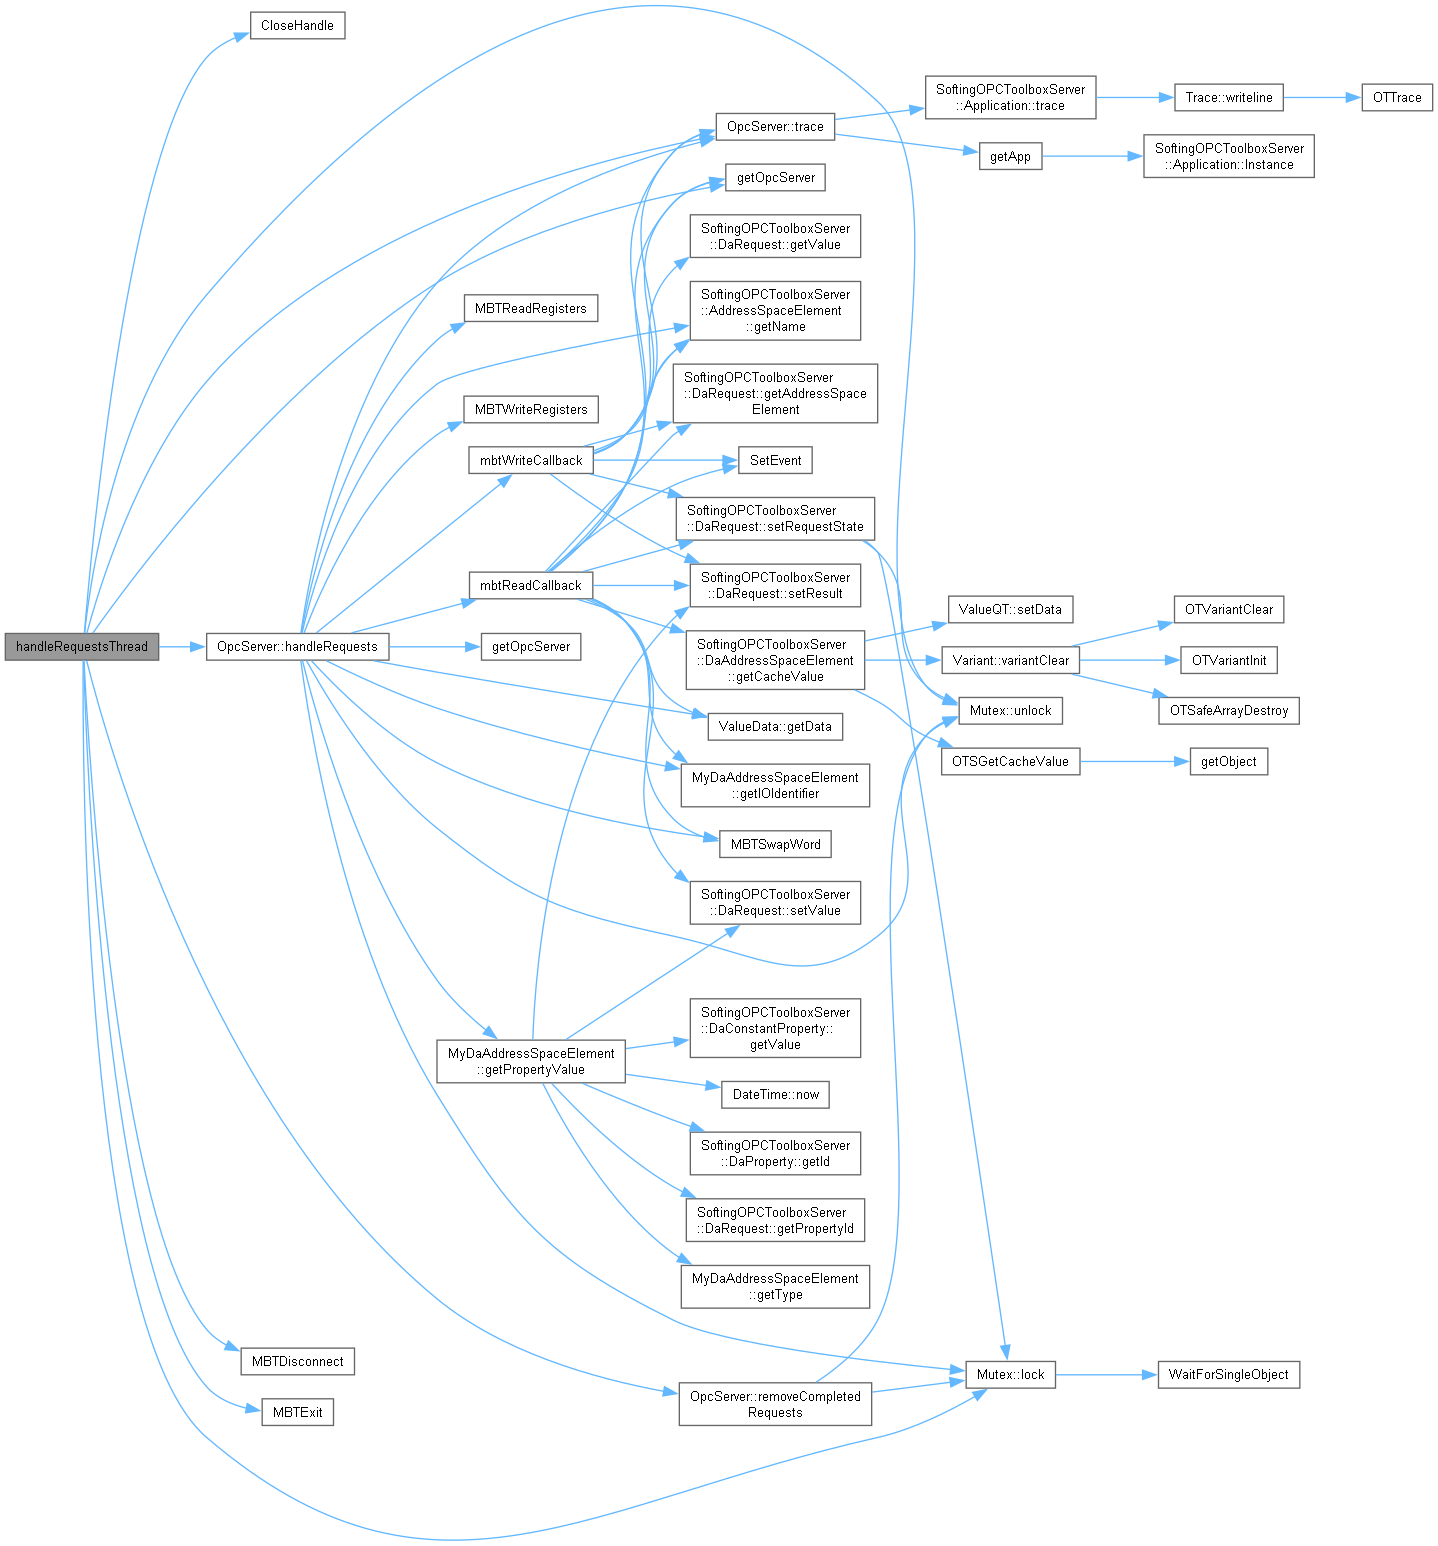 CloseHandle
SoftingOPCToolboxServer
::Application::trace
Trace::writeline
OTTrace
OpcServer::trace
getApp
SoftingOPCToolboxServer
::Application::Instance
getOpcServer
SoftingOPCToolboxServer
::DaRequest::getValue
MBTReadRegisters
SoftingOPCToolboxServer
::AddressSpaceElement
::getName
SoftingOPCToolboxServer
::DaRequest::getAddressSpace
Element
MBTWriteRegisters
mbtWriteCallback
SetEvent
SoftingOPCToolboxServer
::DaRequest::setRequestState
mbtReadCallback
SoftingOPCToolboxServer
::DaRequest::setResult
ValueQT::setData
OTVariantClear
handleRequestsThread
OpcServer::handleRequests
getOpcServer
SoftingOPCToolboxServer
::DaAddressSpaceElement
::getCacheValue
Variant::variantClear
OTVariantInit
Mutex::unlock
OTSafeArrayDestroy
ValueData::getData
OTSGetCacheValue
getObject
MyDaAddressSpaceElement
::getIOIdentifier
MBTSwapWord
SoftingOPCToolboxServer
::DaRequest::setValue
SoftingOPCToolboxServer
::DaConstantProperty::
getValue
MyDaAddressSpaceElement
::getPropertyValue
DateTime::now
SoftingOPCToolboxServer
::DaProperty::getId
SoftingOPCToolboxServer
::DaRequest::getPropertyId
MyDaAddressSpaceElement
::getType
MBTDisconnect
Mutex::lock
WaitForSingleObject
OpcServer::removeCompleted
Requests
MBTExit